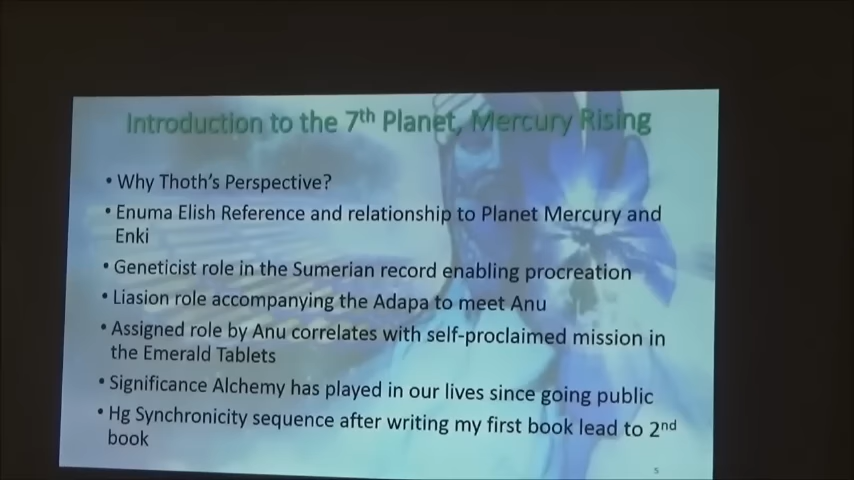 Introduction to the 7th Planet, Mercury Rising
• Why Thoth's Perspective?
• Enuma Elish Reference and relationship to Planet Mercury and
Enki
• Geneticist role in the Sumerian record enabling procreation
• Liasion role accompanying the Adapa to meet Anu
• Assigned role by Anu correlates with self-proclaimed mission in
the Emerald Tablets
• Significance Alchemy has played in our lives since going public
• Hg Synchronicity sequence after writing my first book lead to 2nd
book
5